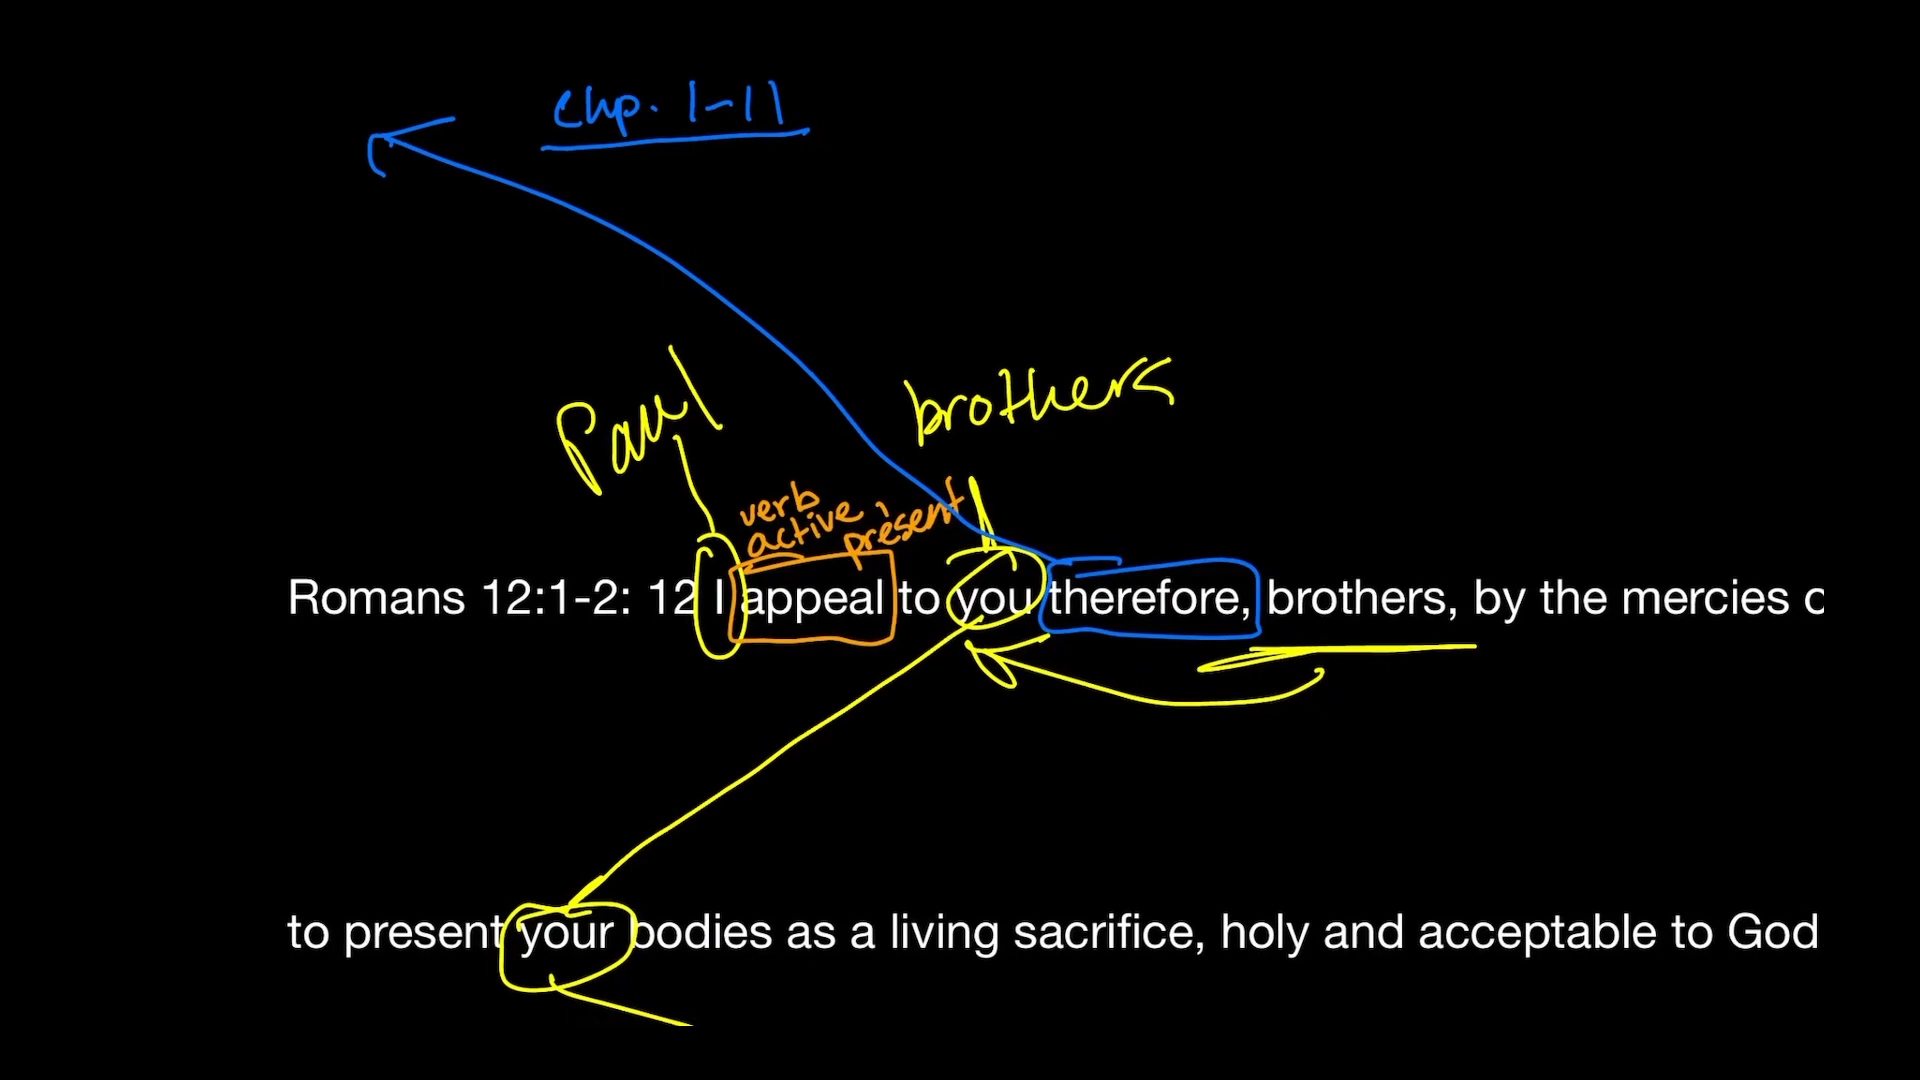 chp. 1-11
Paul
brothers
verb
active, present
Romans 12:1-2: 12 I appeal to you therefore, brothers, by the mercies
to present your bodies as a living sacrifice, holy and acceptable to God